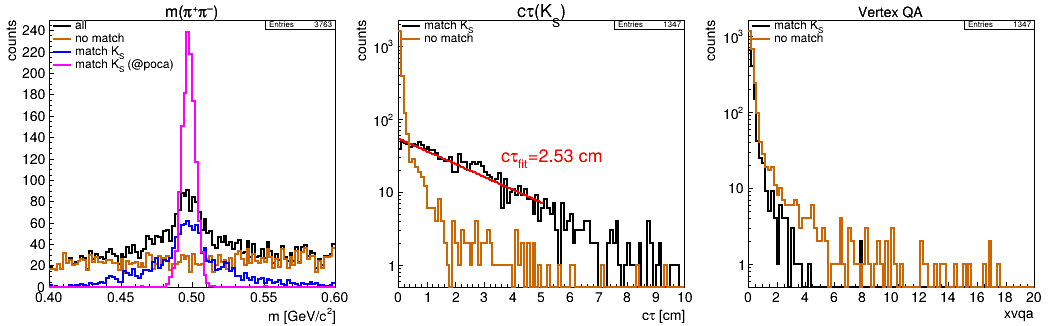 m(π⁺π⁻)
counts
Entries 3763
all
no match
match K_S
match K_S (@poca)
240
220
200
180
160
140
120
100
80
60
40
20
0
0.40 0.45 0.50 0.55 0.60
m [GeV/c²]
cτ(K_S)
counts
Entries 1347
match K_S
no match
10³
10²
10
1
cτ_fit=2.53 cm
0 1 2 3 4 5 6 7 8 9 10
cτ [cm]
Vertex QA
counts
Entries 1347
match K_S
no match
10³
10²
10
1
0 2 4 6 8 10 12 14 16 18 20
xvqa